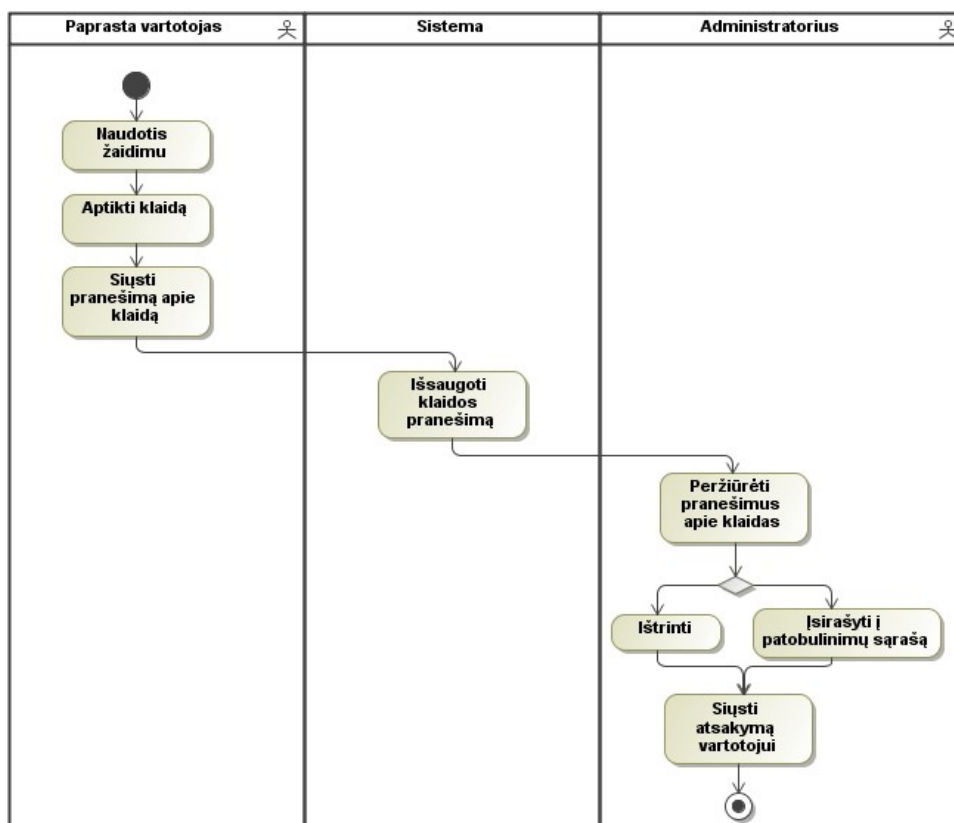 Paprasta vartotojas
Sistema
Administratorius
Naudotis
žaidimu
Aptikti klaidą
Siųsti
pranešimą apie
klaidą
Išsaugoti
klaidos
pranešimą
Peržiūrėti
pranešimus
apie klaidas
Ištrinti
Įsirašyti į
patobulinimų sąrašą
Siųsti
atsakymą
vartotojui